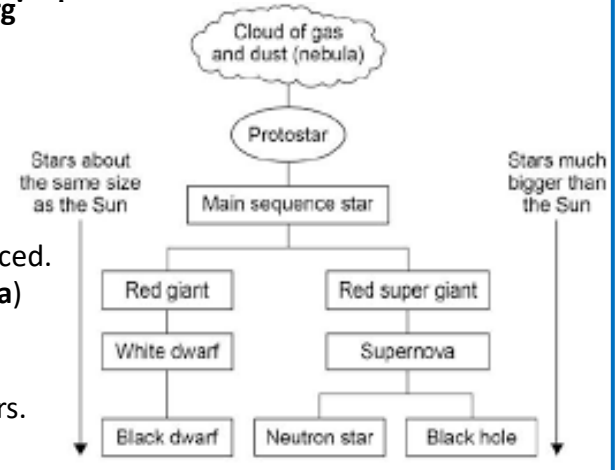 rg
Cloud of gas
and dust (nebula)
Protostar
Stars about
the same size
as the Sun
Stars much
bigger than
the Sun
Main sequence star
ced.
Red giant
Red super giant
a)
White dwarf
Supernova
rs.
Black dwarf
Neutron star
Black hole